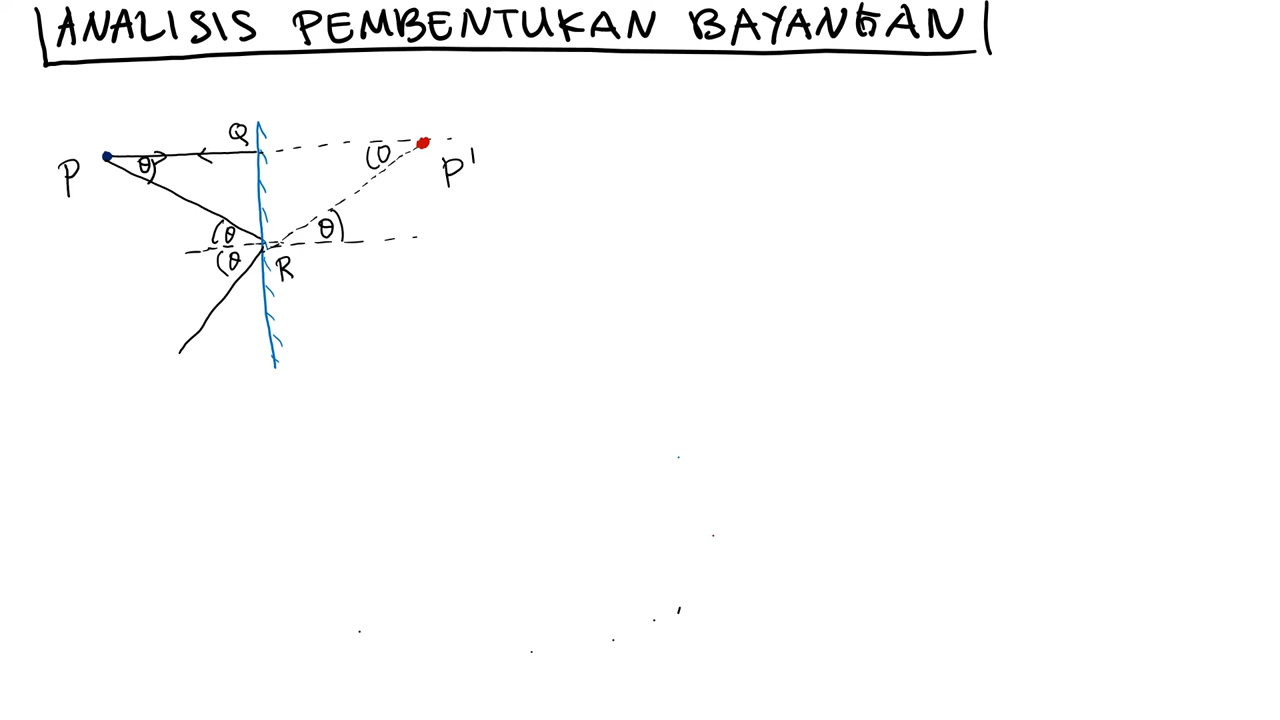 ANALISIS PEMBENTUKAN BAYANGAN
Q
P
θ
θ
P'
θ
θ
θ
R